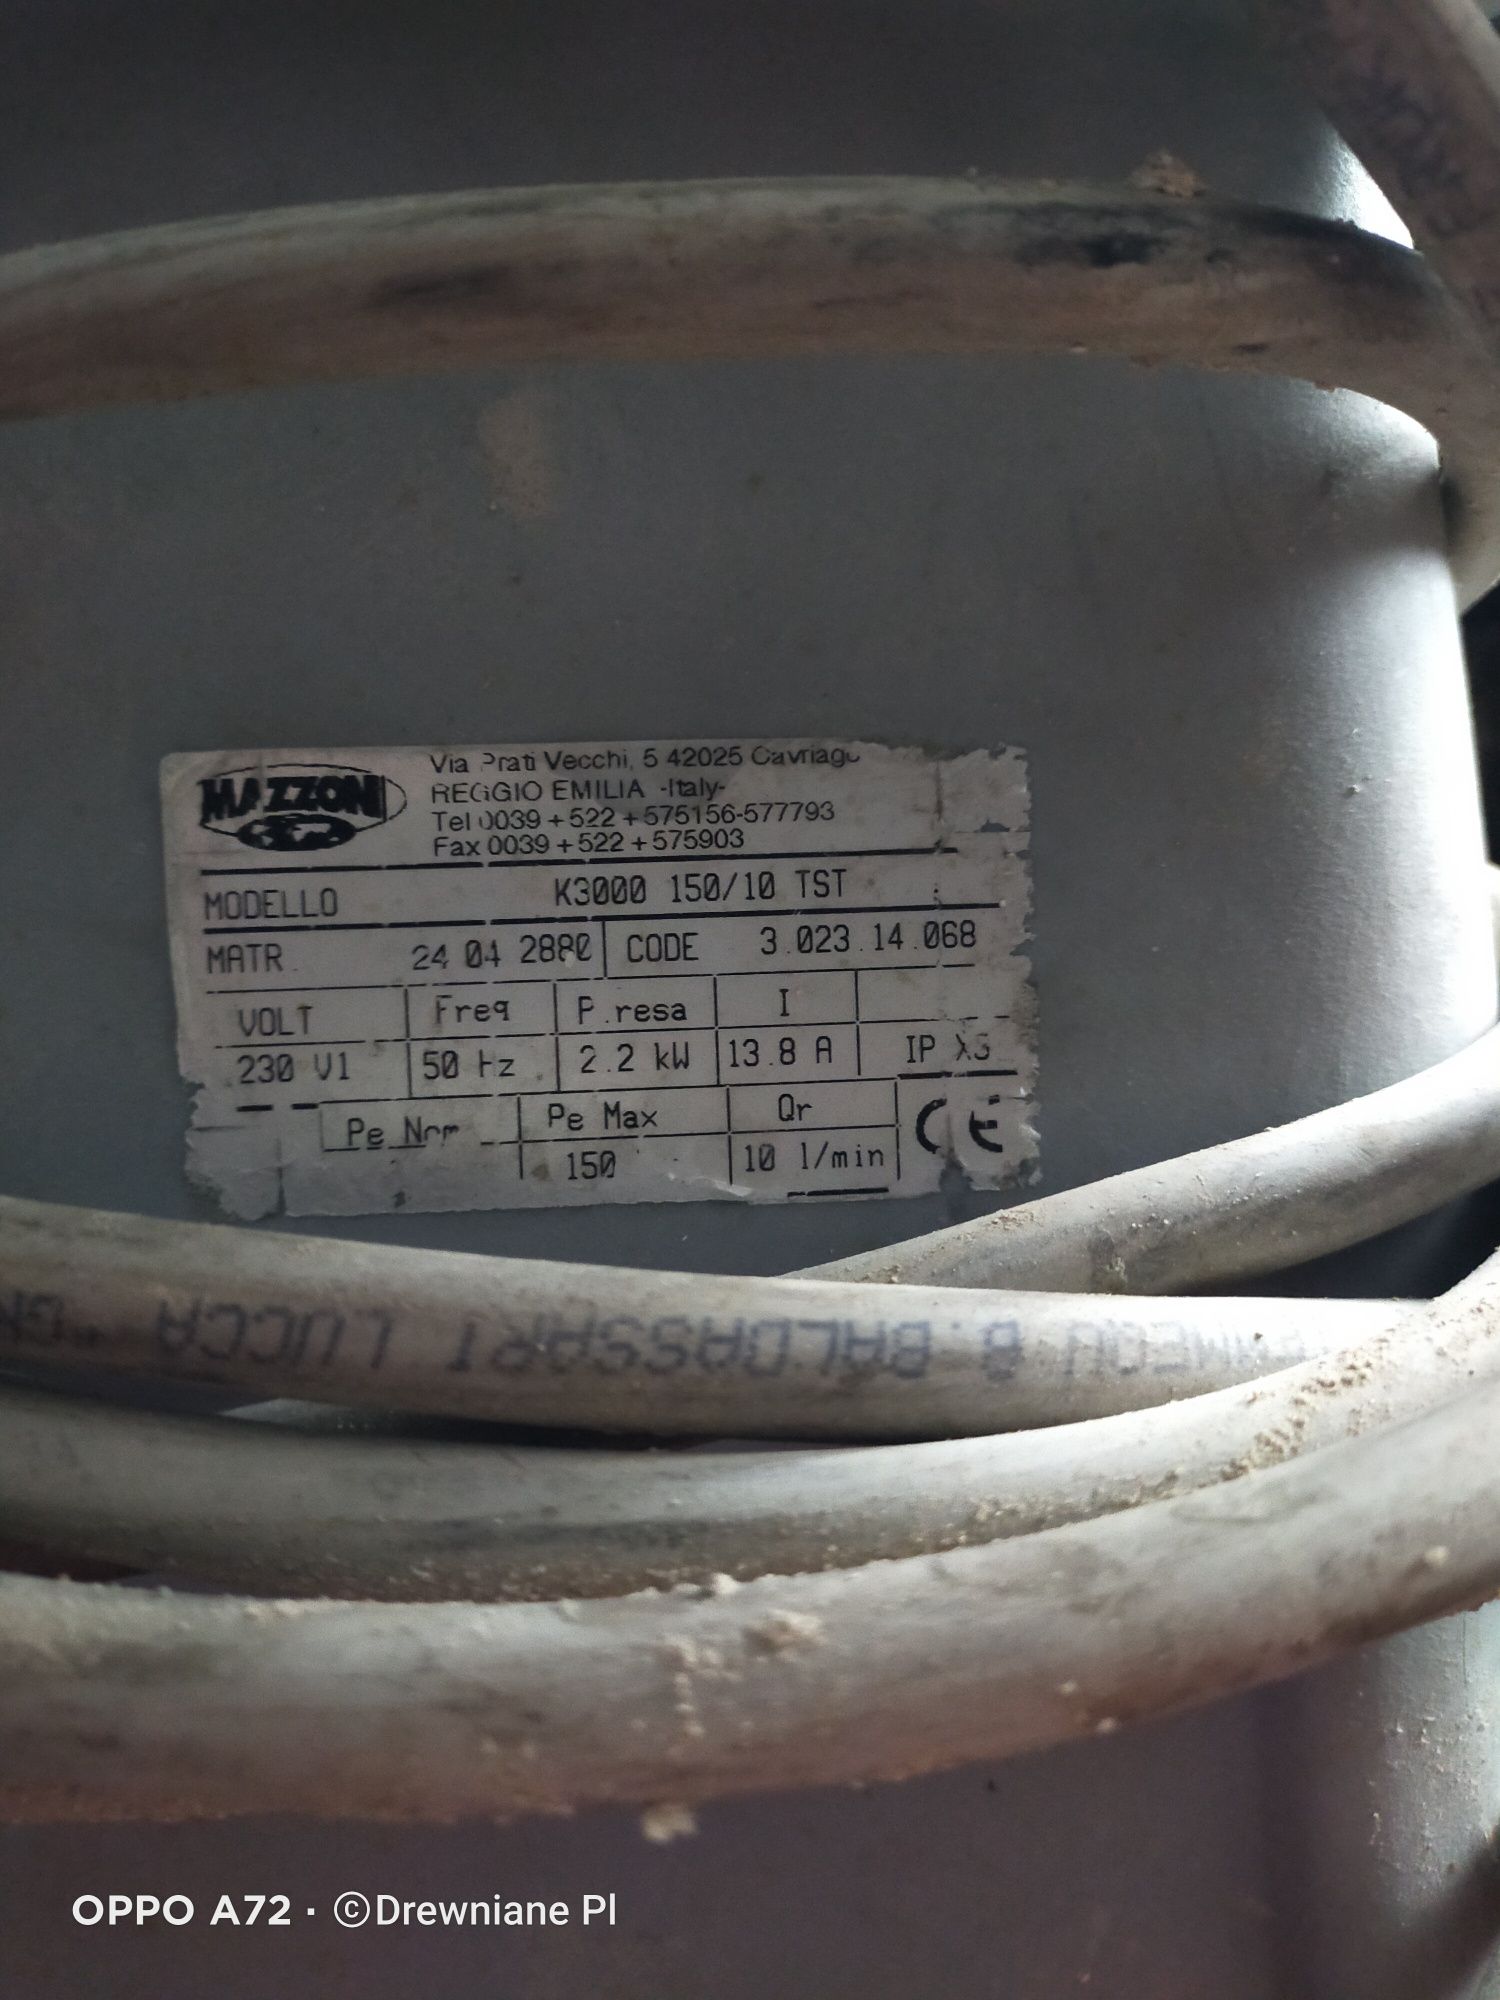 MAZZONI
Via Prati Vecchi, 5 42025 Cavriago
REGGIO EMILIA -Italy-
Tel 0039+522+575156-577793
Fax 0039+522+575903
MODELLO K3000 150/10 TST
MATR. 24 04 2880 CODE 3.023.14.068
VOLT Freq P.resa I
230 V1 50 Hz 2.2 kW 13.8 A IP X3
Pe Nom Pe Max Qr
150 10 l/min CE
B.BALDASSARI LUCCA
OPPO A72 · ©Drewniane Pl